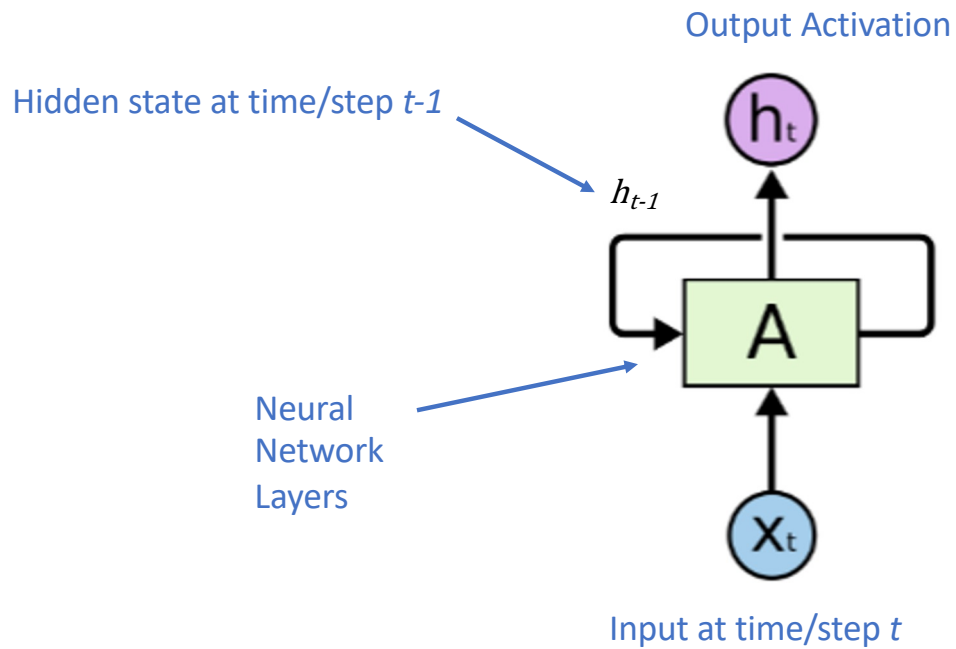 Output Activation
Hidden state at time/step t-1
hₜ
hₜ₋₁
A
Neural
Network
Layers
xₜ
Input at time/step t